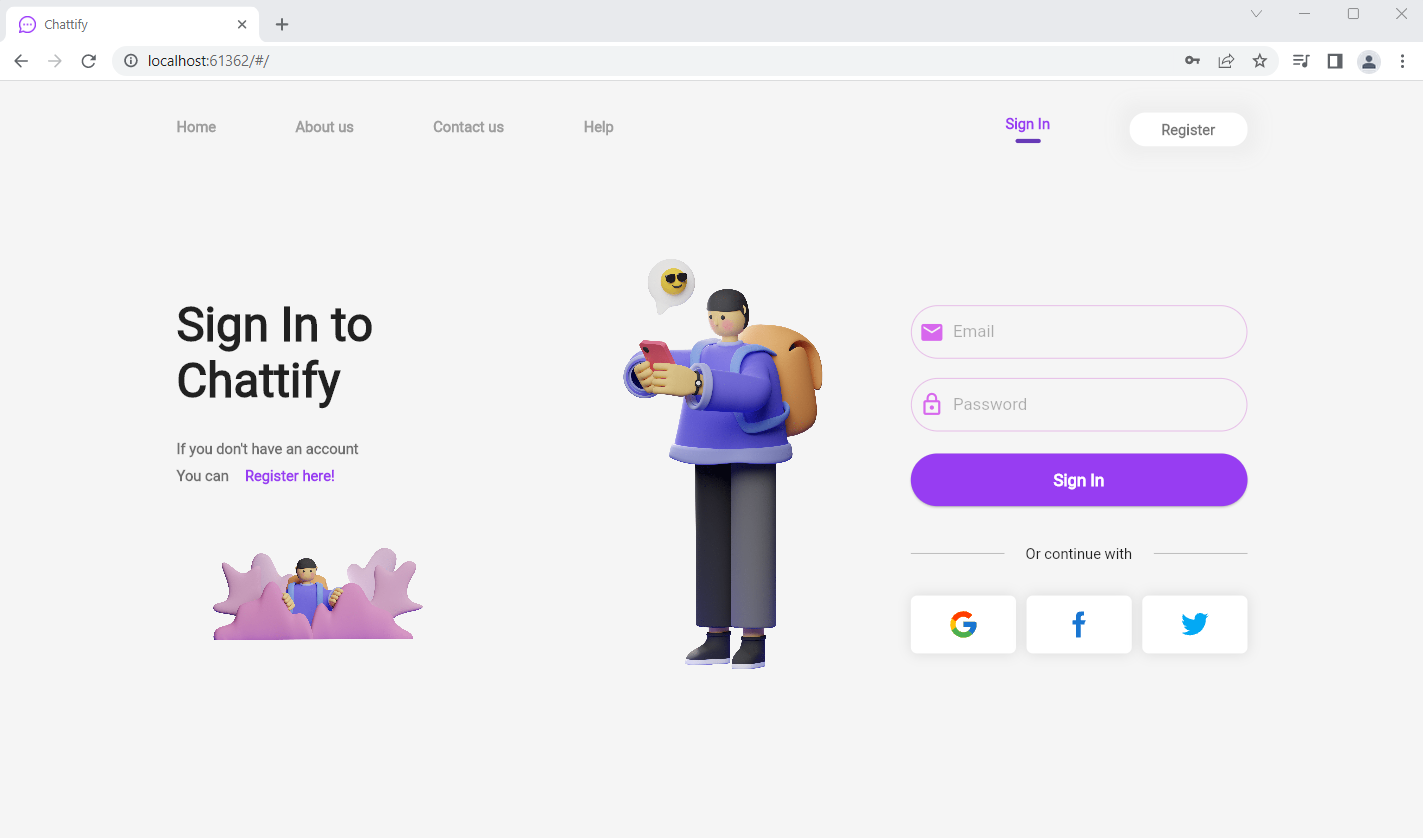 Chattify
localhost:61362/#/
Home About us Contact us Help Sign In Register
Sign In to
Chattify
If you don't have an account
You can Register here!
Email
Password
Sign In
Or continue with